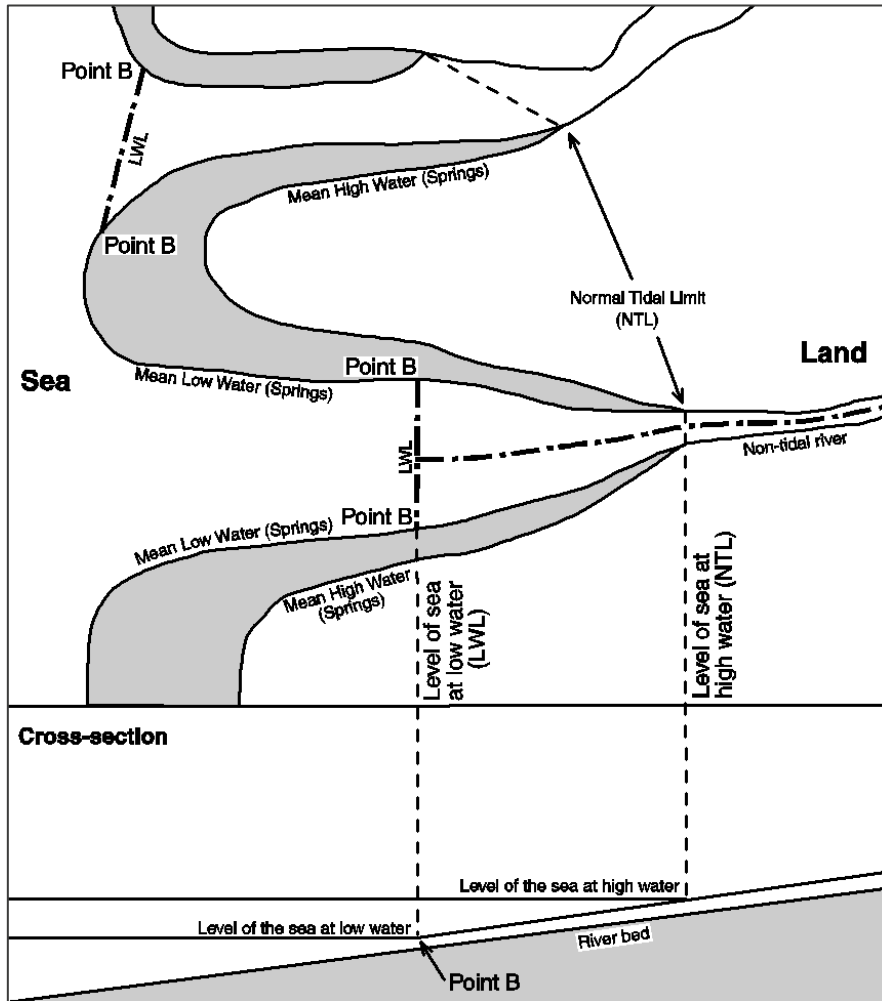 Point B
LWL
Mean High Water (Springs)
Point B
Normal Tidal Limit
(NTL)
Land
Sea
Point B
Mean Low Water (Springs)
LWL
Non-tidal river
Point B
Mean Low Water (Springs)
Mean High Water
(Springs)
Level of sea
at low water
(LWL)
Level of sea at
high water (NTL)
Cross-section
Level of the sea at high water
Level of the sea at low water
River bed
Point B